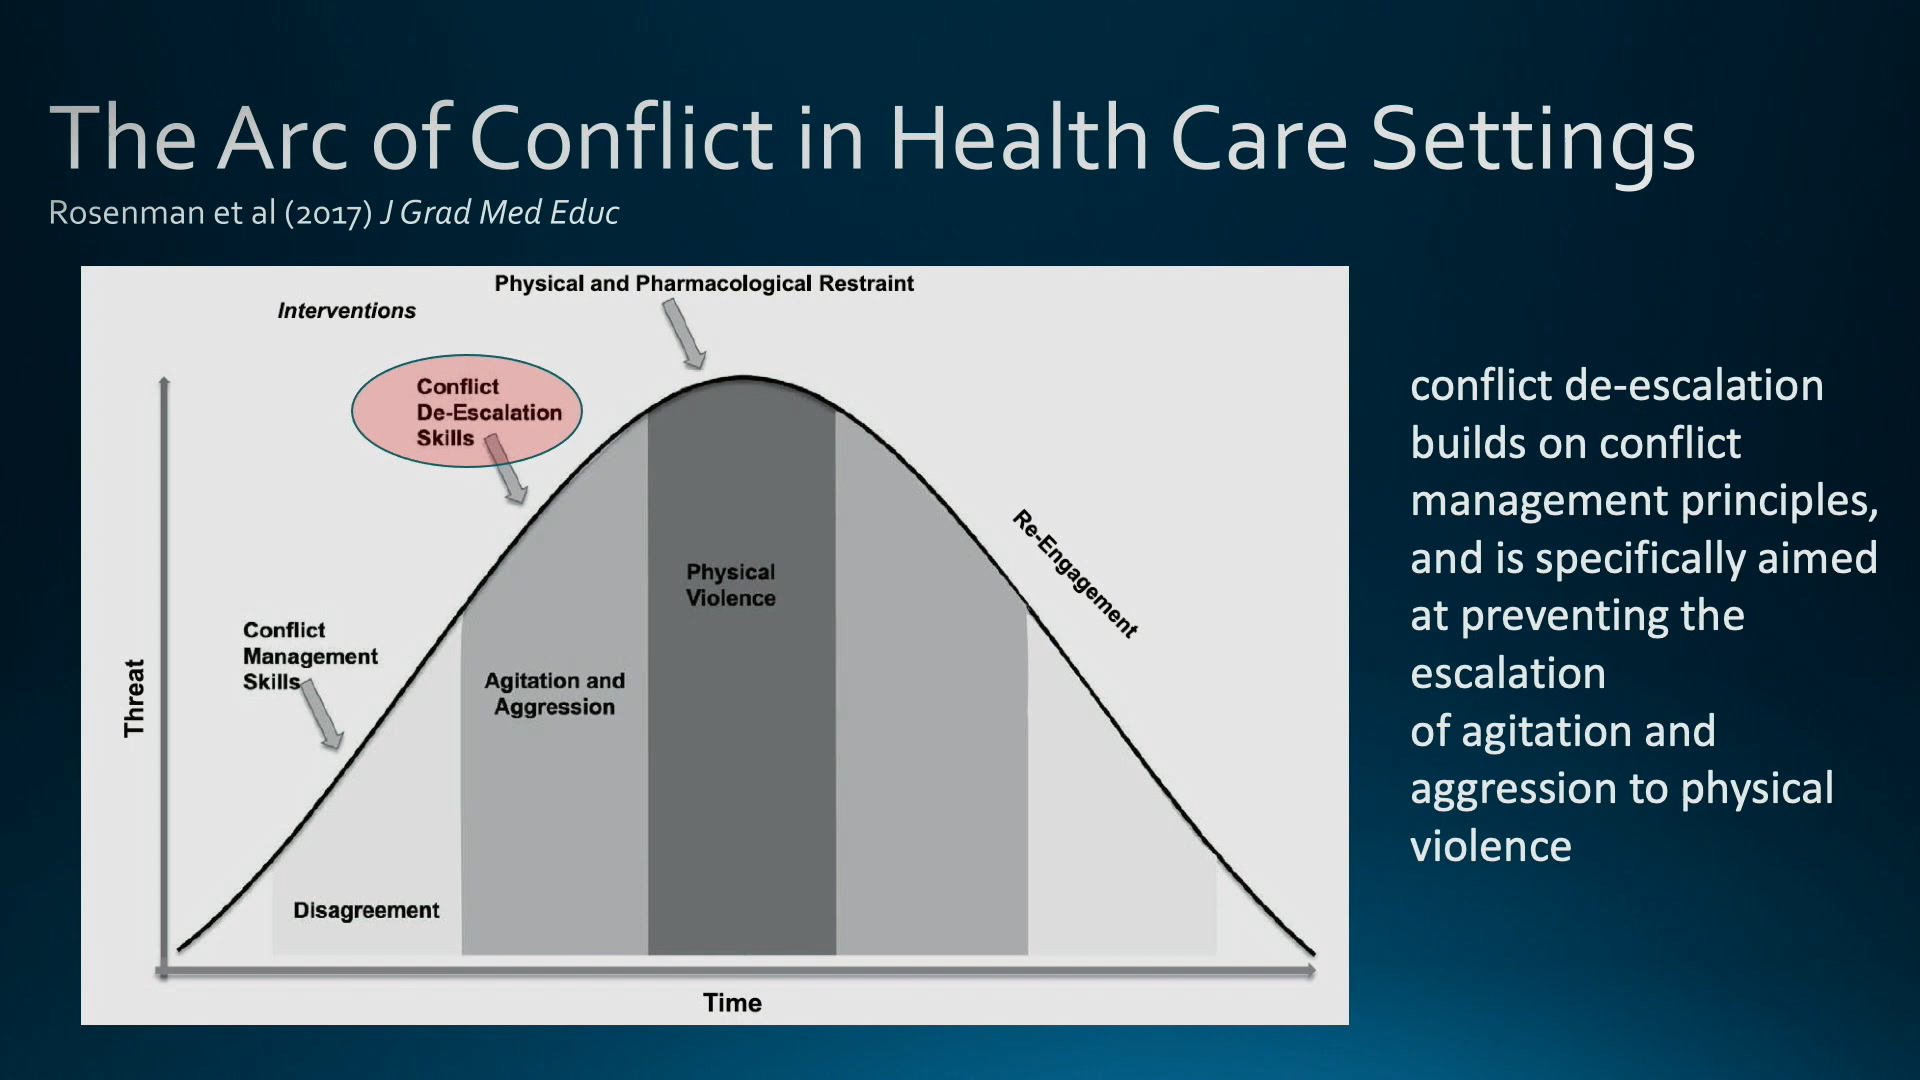 The Arc of Conflict in Health Care Settings
Rosenman et al (2017) J Grad Med Educ
Physical and Pharmacological Restraint
Interventions
Conflict
De-Escalation
Skills
Re-Engagement
Physical
Violence
Conflict
Management
Skills
Agitation and
Aggression
Threat
Disagreement
Time
conflict de-escalation
builds on conflict
management principles,
and is specifically aimed
at preventing the
escalation
of agitation and
aggression to physical
violence